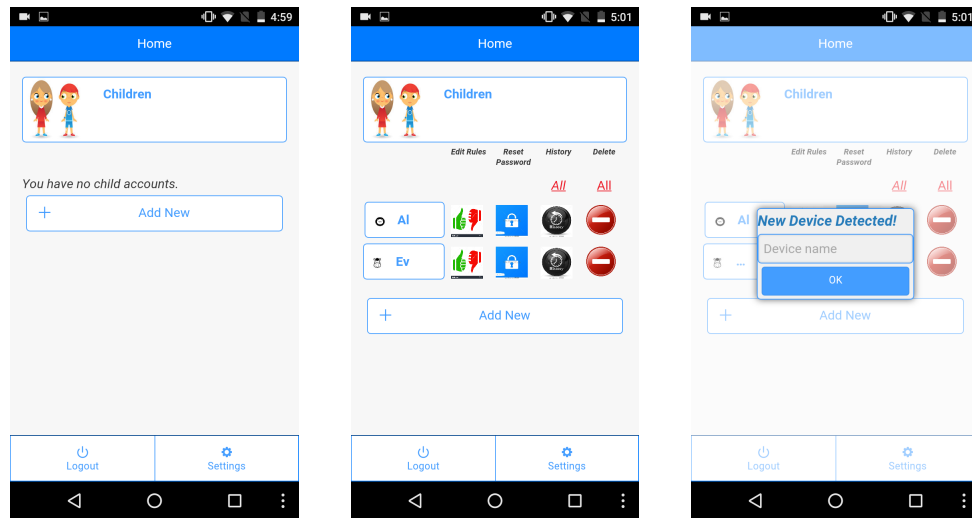 4:59
Home
Children
You have no child accounts.
+ Add New
Logout Settings
5:01
Home
Children
Edit Rules Reset Password History Delete
All All
Al
Ev
+ Add New
Logout Settings
5:01
Home
Children
Edit Rules Reset Password History Delete
All All
Al
...
New Device Detected!
Device name
OK
+ Add New
Logout Settings